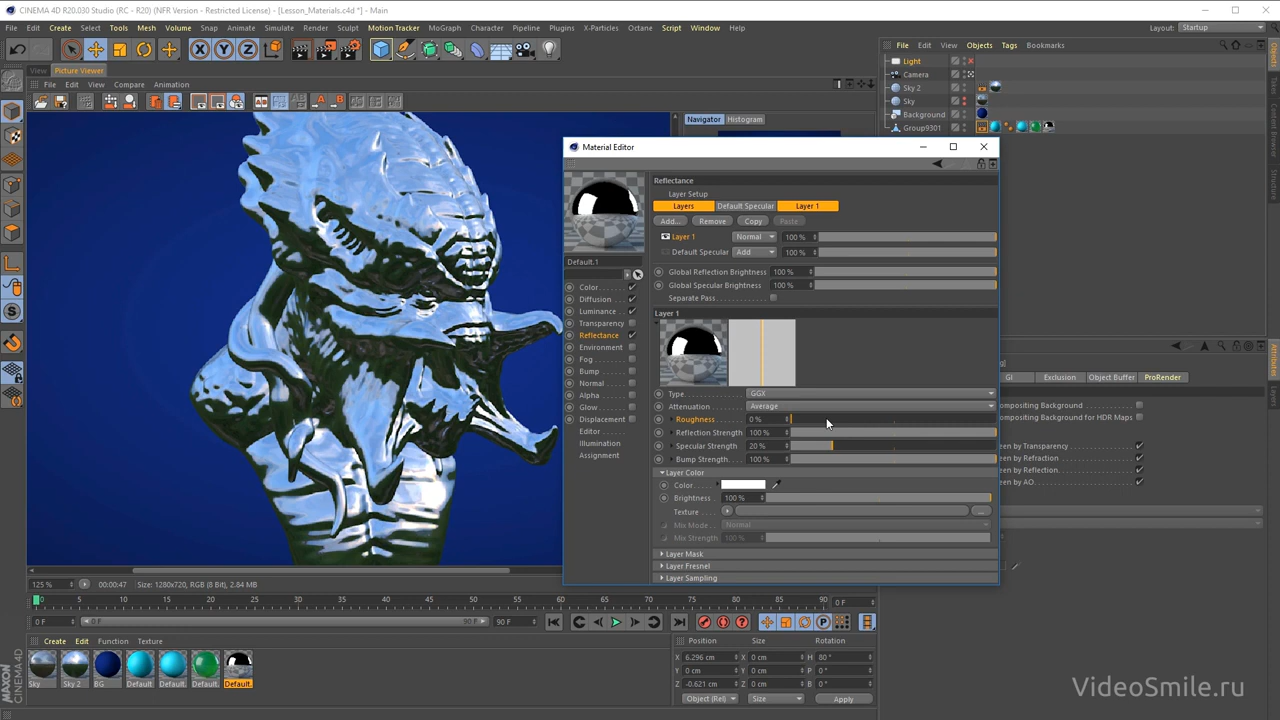 CINEMA 4D R20.030 Studio (RC - R20) (NFR Version - Restricted License) - [Lesson_Materials.c4d *] - Main
File Edit Create Select Tools Mesh Volume Snap Animate Simulate Render Sculpt Motion Tracker MoGraph Character Pipeline Plugins X-Particles Octane Script Window Help
Layout: Startup
File Edit View Objects Tags Bookmarks
View Picture Viewer
File Edit View Compare Animation
Navigator Histogram
Light
Camera
Sky 2
Sky
Background
Group9301
Material Editor
Default.1
Color
Diffusion
Luminance
Transparency
Reflectance
Environment
Fog
Bump
Normal
Alpha
Glow
Displacement
Editor
Illumination
Assignment
Reflectance
Layer Setup
Layers Default Specular Layer 1
Add... Remove Copy Paste
Layer 1 Normal 100 %
Default Specular Add 100 %
Global Reflection Brightness 100 %
Global Specular Brightness 100 %
Separate Pass
Layer 1
Type GGX
Attenuation Average
Roughness 0 %
Reflection Strength 100 %
Specular Strength 20 %
Bump Strength 100 %
Layer Color
Color
Brightness 100 %
Texture ...
Mix Mode Normal
Mix Strength 100 %
Layer Mask
Layer Fresnel
Layer Sampling
GI Exclusion Object Buffer ProRender
ompositing Background
ompositing Background for HDR Maps
en by Transparency
en by Refraction
en by Reflection
en by AO
Objects
Attributes
Layers
125 % 00:00:47 Size: 1280x720, RGB (8 Bit), 2.84 MB
0 5 10 15 20 25 30 35 40 45 50 55 60 65 70 75 80 85 90 0 F
0 F 0 F 90 F 90 F
Create Edit Function Texture
Sky Sky 2 BG Default Default. Default. Default.
Position Size Rotation
X 6.296 cm X 0 cm H 80 °
Y 0 cm Y 0 cm P 0 °
Z -0.621 cm Z 0 cm B 0 °
Object (Rel) Size Apply
MAXON
CINEMA 4D
VideoSmile.ru